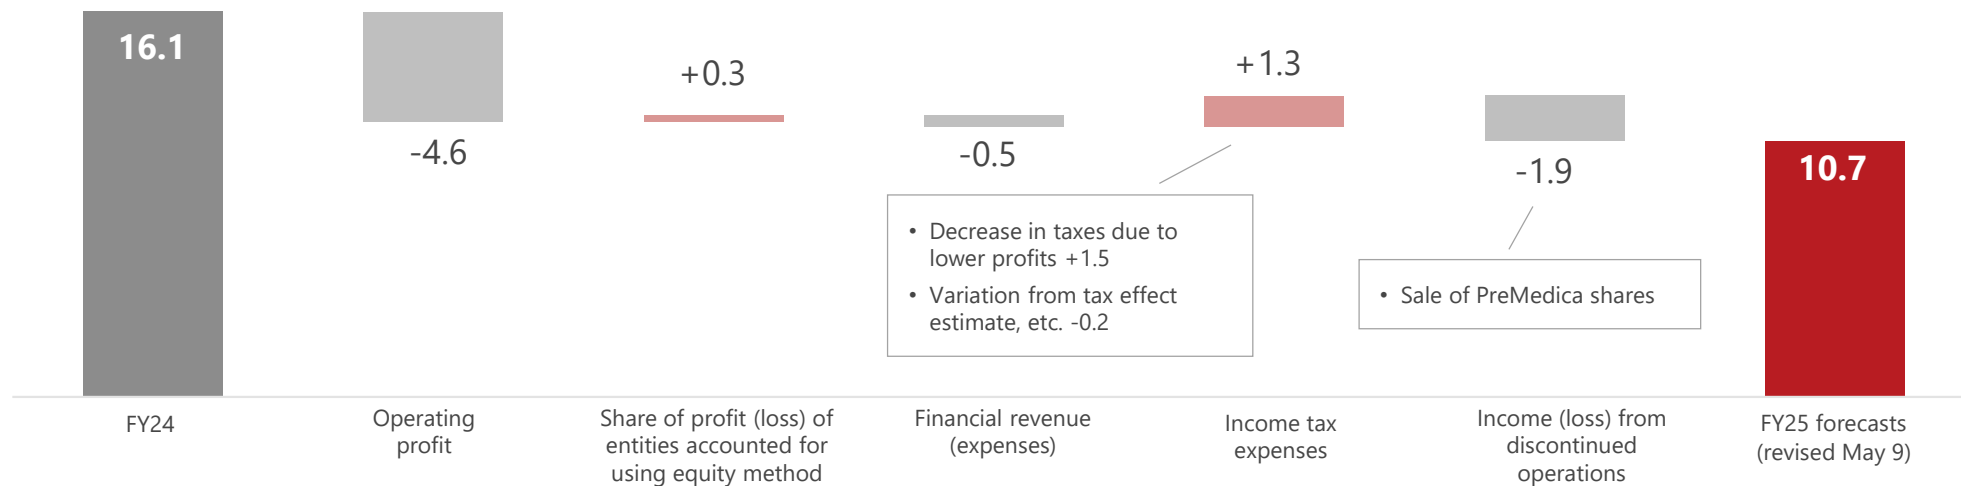 16.1
-4.6
+0.3
-0.5
+1.3
-1.9
10.7
• Decrease in taxes due to
lower profits +1.5
• Variation from tax effect
estimate, etc. -0.2
• Sale of PreMedica shares
FY24
Operating
profit
Share of profit (loss) of
entities accounted for
using equity method
Financial revenue
(expenses)
Income tax
expenses
Income (loss) from
discontinued
operations
FY25 forecasts
(revised May 9)